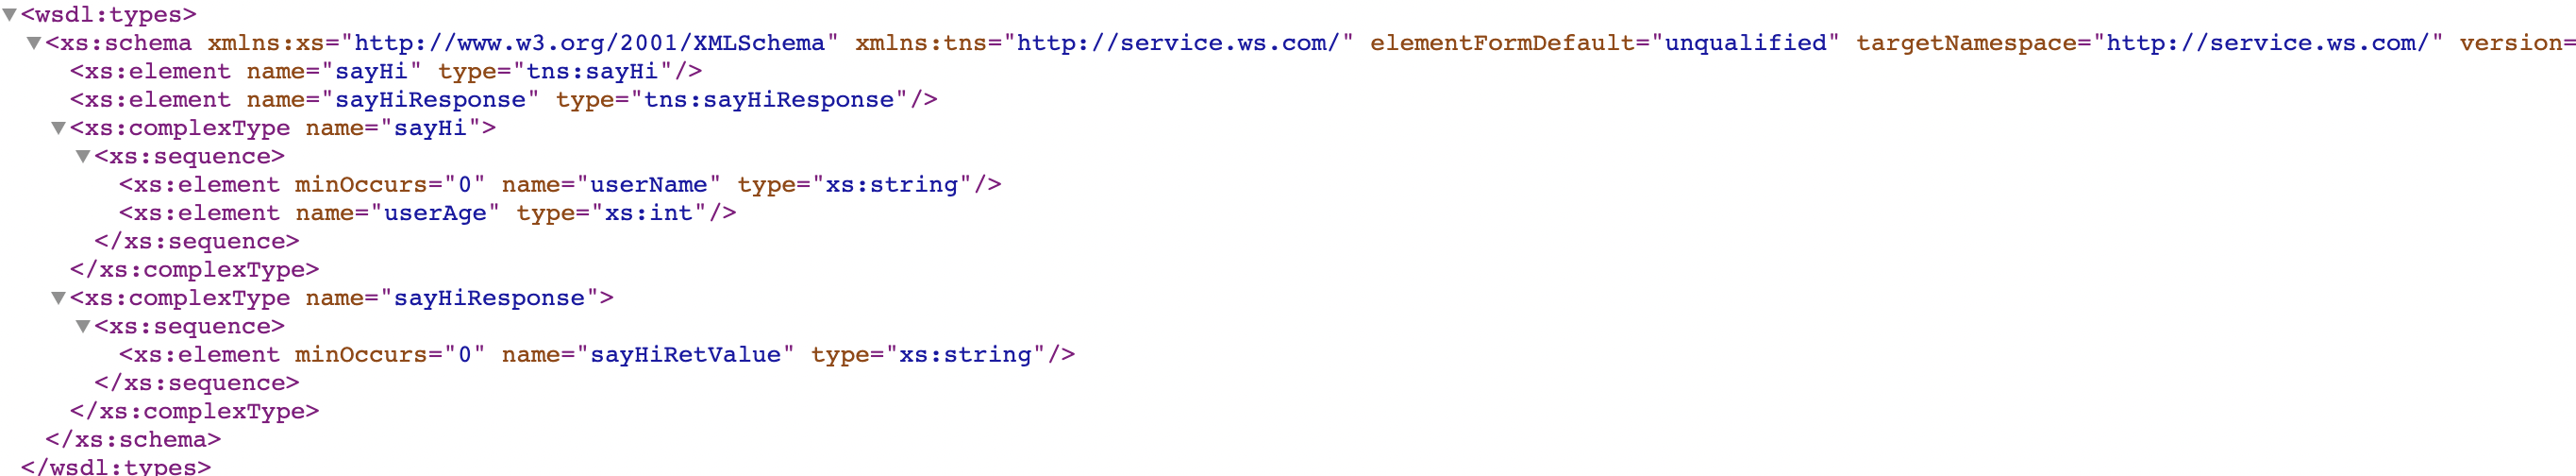 <wsdl:types>
<xs:schema xmlns:xs="http://www.w3.org/2001/XMLSchema" xmlns:tns="http://service.ws.com/" elementFormDefault="unqualified" targetNamespace="http://service.ws.com/" version=
<xs:element name="sayHi" type="tns:sayHi"/>
<xs:element name="sayHiResponse" type="tns:sayHiResponse"/>
<xs:complexType name="sayHi">
<xs:sequence>
<xs:element minOccurs="0" name="userName" type="xs:string"/>
<xs:element name="userAge" type="xs:int"/>
</xs:sequence>
</xs:complexType>
<xs:complexType name="sayHiResponse">
<xs:sequence>
<xs:element minOccurs="0" name="sayHiRetValue" type="xs:string"/>
</xs:sequence>
</xs:complexType>
</xs:schema>
</wsdl:types>